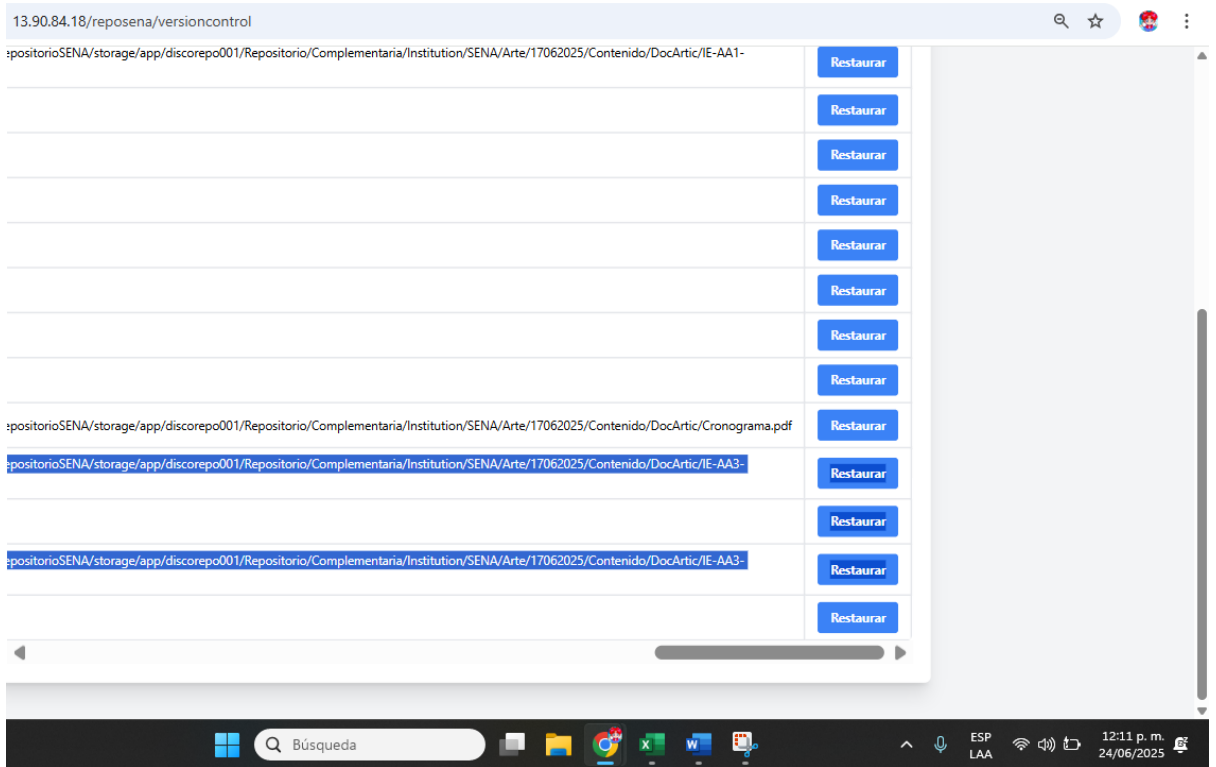 13.90.84.18/reposena/versioncontrol
epositorioSENA/storage/app/discorepo001/Repositorio/Complementaria/Institution/SENA/Arte/17062025/Contenido/DocArtic/IE-AA1-
Restaurar
Restaurar
Restaurar
Restaurar
Restaurar
Restaurar
Restaurar
Restaurar
epositorioSENA/storage/app/discorepo001/Repositorio/Complementaria/Institution/SENA/Arte/17062025/Contenido/DocArtic/Cronograma.pdf
Restaurar
epositorioSENA/storage/app/discorepo001/Repositorio/Complementaria/Institution/SENA/Arte/17062025/Contenido/DocArtic/IE-AA3-
Restaurar
Restaurar
epositorioSENA/storage/app/discorepo001/Repositorio/Complementaria/Institution/SENA/Arte/17062025/Contenido/DocArtic/IE-AA3-
Restaurar
Restaurar
Búsqueda
ESP
LAA
12:11 p. m.
24/06/2025